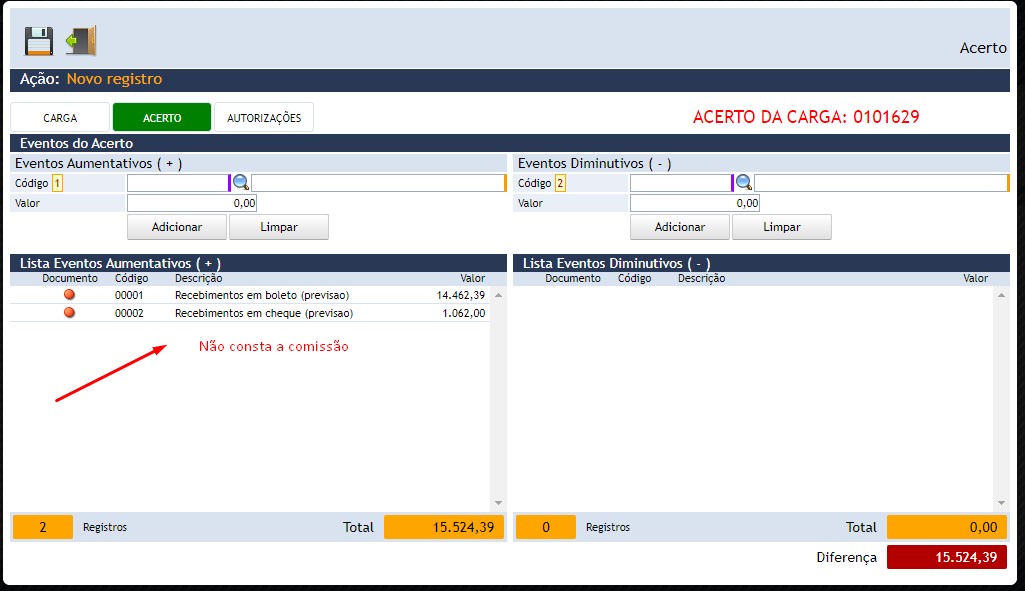 Acerto
Ação: Novo registro
CARGA ACERTO AUTORIZAÇÕES ACERTO DA CARGA: 0101629
Eventos do Acerto
Eventos Aumentativos ( + ) Eventos Diminutivos ( - )
Código 1 Código 2
Valor 0,00 Valor 0,00
Adicionar Limpar Adicionar Limpar
Lista Eventos Aumentativos ( + ) Lista Eventos Diminutivos ( - )
Documento Código Descrição Valor Documento Código Descrição Valor
00001 Recebimentos em boleto (previsao) 14.462,39
00002 Recebimentos em cheque (previsao) 1.062,00
Não consta a comissão
2 Registros Total 15.524,39 0 Registros Total 0,00
Diferença 15.524,39